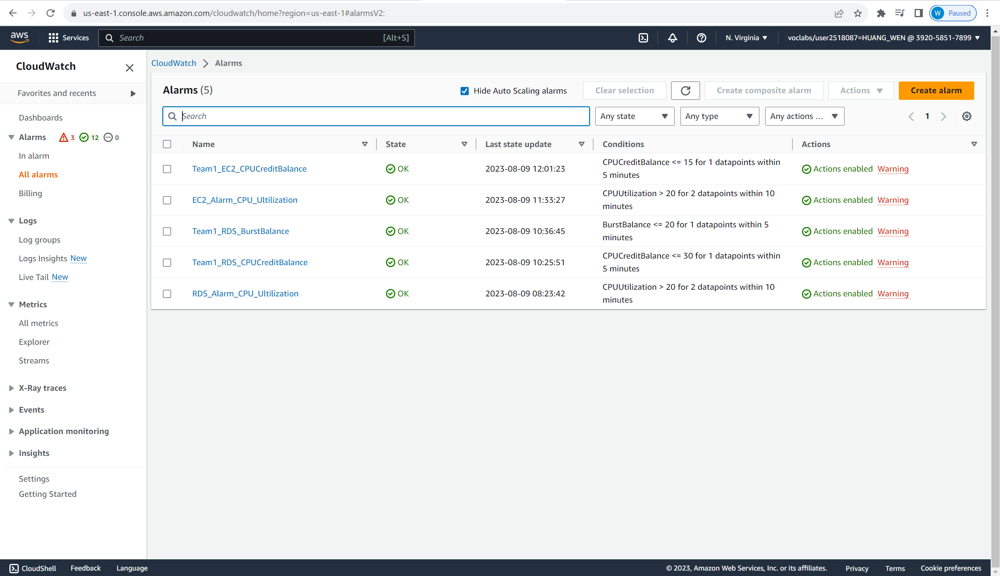 us-east-1.console.aws.amazon.com/cloudwatch/home?region=us-east-1#alarmsV2:
W Paused
aws
Services
Search [Alt+S]
N. Virginia
voclabs/user2518087=HUANG_WEN @ 3920-5851-7899
CloudWatch
Favorites and recents
Dashboards
Alarms 3 12 0
In alarm
All alarms
Billing
Logs
Log groups
Logs Insights New
Live Tail New
Metrics
All metrics
Explorer
Streams
X-Ray traces
Events
Application monitoring
Insights
Settings
Getting Started
CloudWatch > Alarms
Alarms (5)
Hide Auto Scaling alarms
Clear selection
Create composite alarm
Actions
Create alarm
Search
Any state
Any type
Any actions ...
1
Name State Last state update Conditions Actions
Team1_EC2_CPUCreditBalance OK 2023-08-09 12:01:23 CPUCreditBalance <= 15 for 1 datapoints within Actions enabled Warning
5 minutes
EC2_Alarm_CPU_Ultilization OK 2023-08-09 11:33:27 CPUUtilization > 20 for 2 datapoints within 10 Actions enabled Warning
minutes
Team1_RDS_BurstBalance OK 2023-08-09 10:36:45 BurstBalance <= 20 for 1 datapoints within 5 Actions enabled Warning
minutes
Team1_RDS_CPUCreditBalance OK 2023-08-09 10:25:51 CPUCreditBalance <= 30 for 1 datapoints within Actions enabled Warning
5 minutes
RDS_Alarm_CPU_Ultilization OK 2023-08-09 08:23:42 CPUUtilization > 20 for 2 datapoints within 10 Actions enabled Warning
minutes
CloudShell Feedback Language
© 2023, Amazon Web Services, Inc. or its affiliates. Privacy Terms Cookie preferences